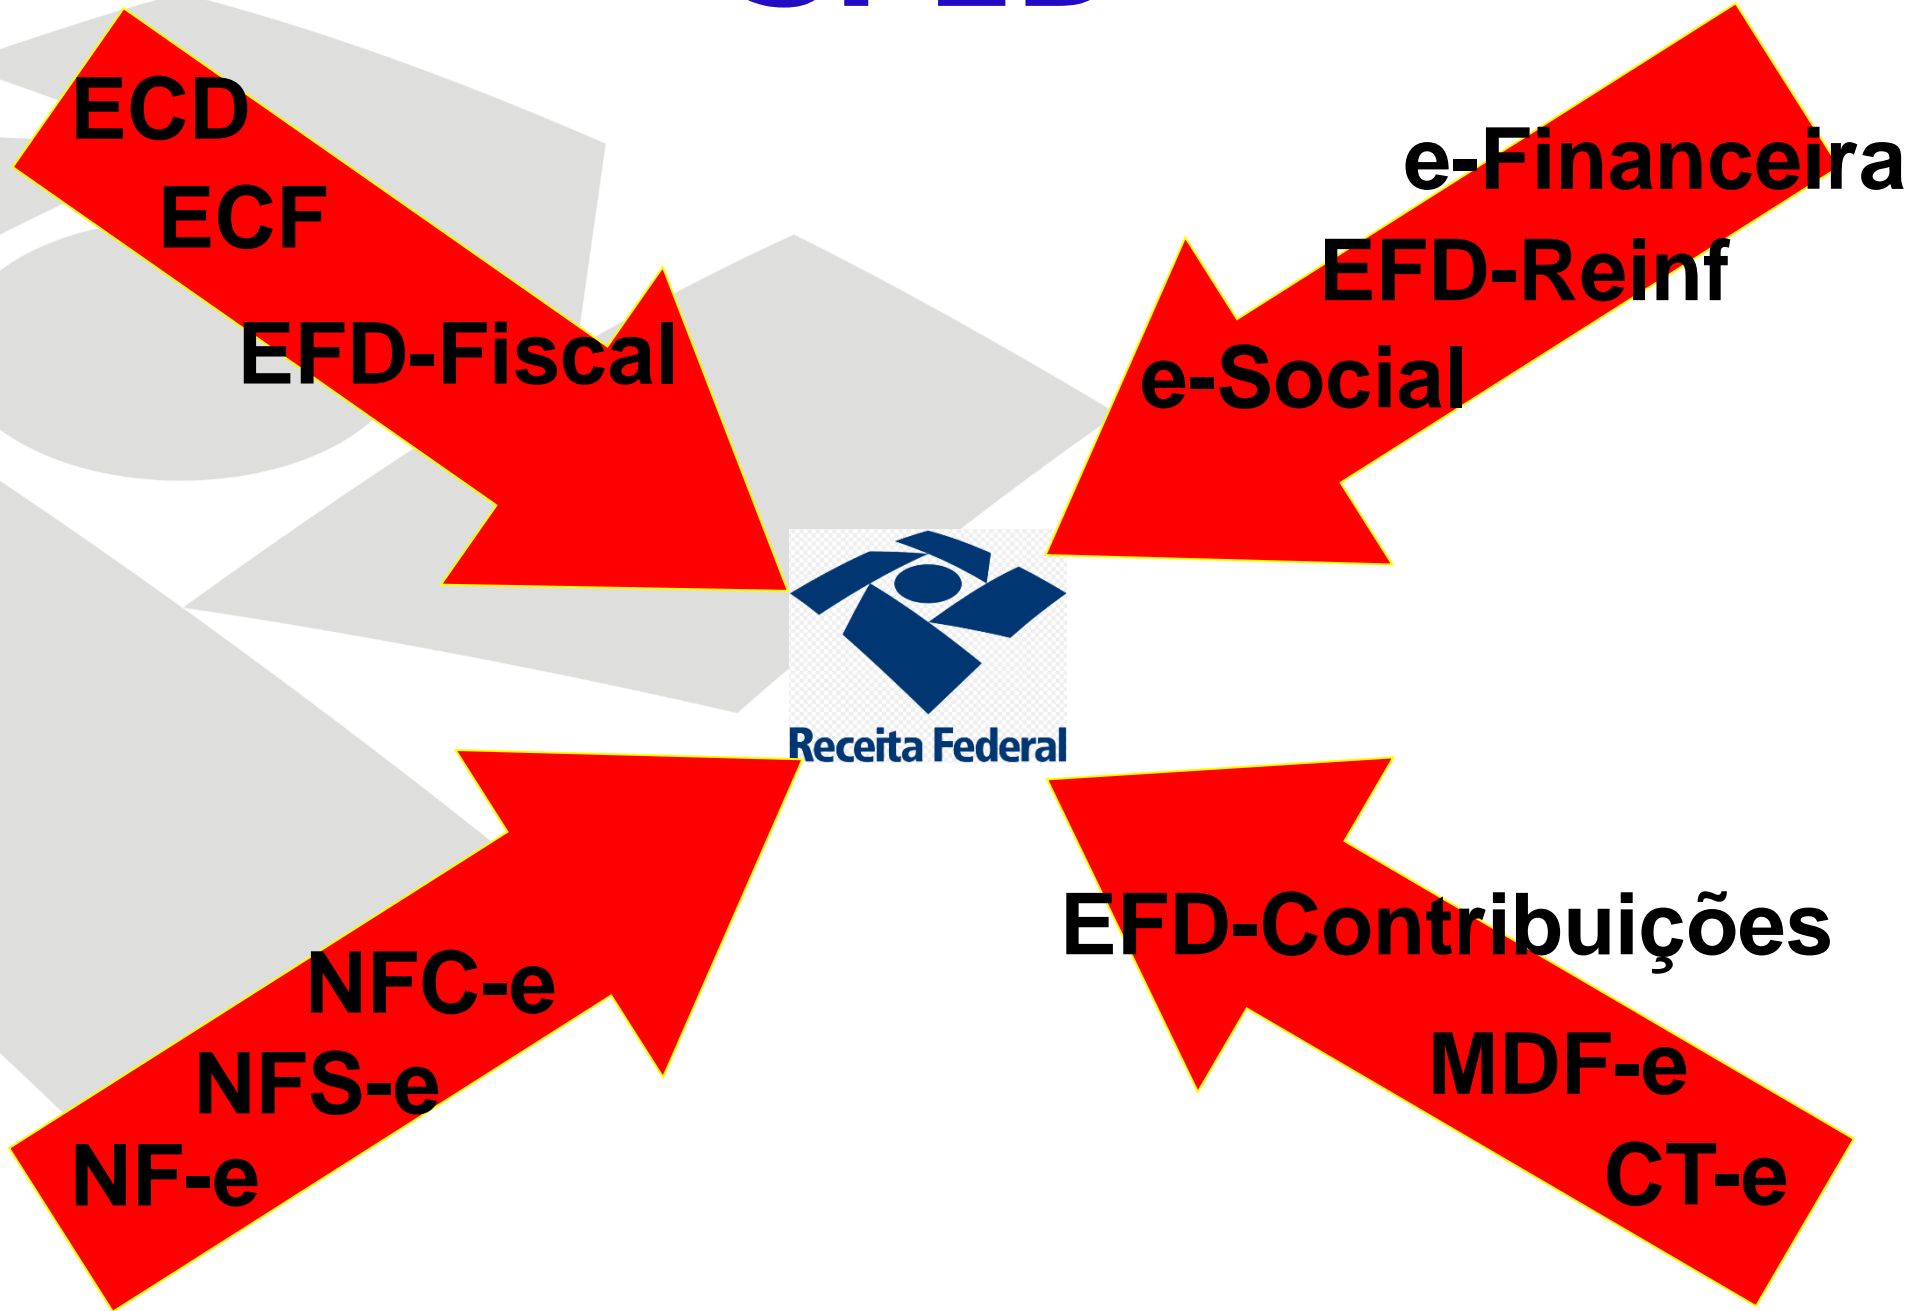 ECD
ECF
EFD-Fiscal
e-Financeira
EFD-Reinf
e-Social
Receita Federal
NFC-e
NFS-e
NF-e
EFD-Contribuições
MDF-e
CT-e